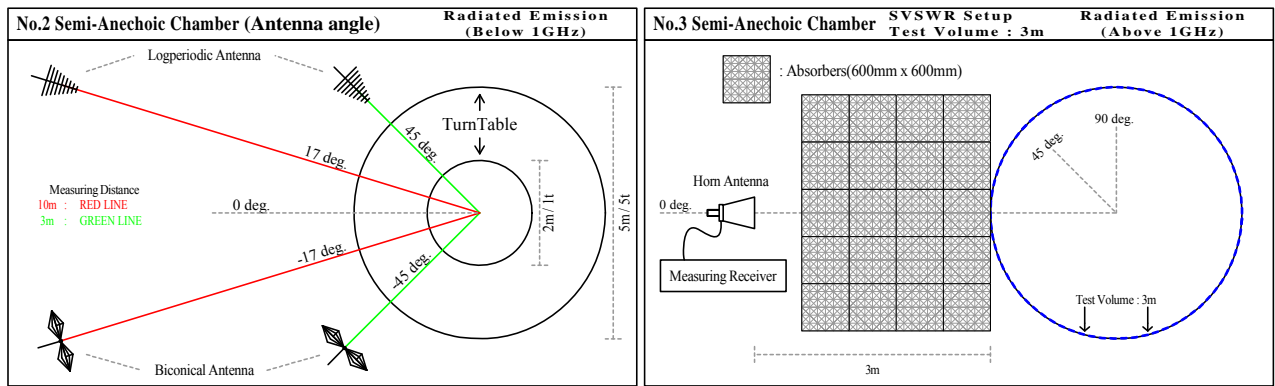 No.2 Semi-Anechoic Chamber (Antenna angle)
Radiated Emission
(Below 1GHz)
Logperiodic Antenna
TurnTable
45 deg.
17 deg.
Measuring Distance
10m : RED LINE
3m : GREEN LINE
0 deg.
2m / 1t
5m / 5t
-17 deg.
-45 deg.
Biconical Antenna
No.3 Semi-Anechoic Chamber
SVSWR Setup
Test Volume : 3m
Radiated Emission
(Above 1GHz)
: Absorbers(600mm x 600mm)
90 deg.
45 deg.
Horn Antenna
0 deg.
Measuring Receiver
Test Volume : 3m
3m